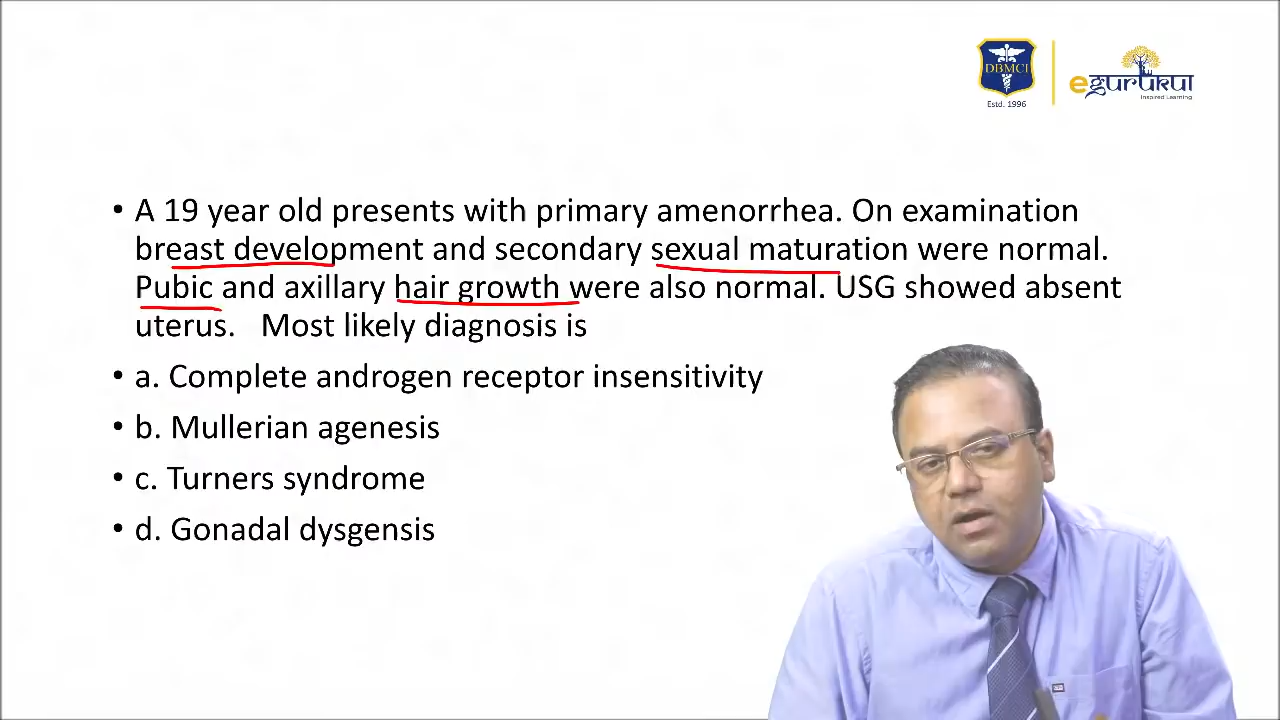 DBMCI
Estd. 1996
egurukul
Inspired Learning
• A 19 year old presents with primary amenorrhea. On examination
breast development and secondary sexual maturation were normal.
Pubic and axillary hair growth were also normal. USG showed absent
uterus. Most likely diagnosis is
• a. Complete androgen receptor insensitivity
• b. Mullerian agenesis
• c. Turners syndrome
• d. Gonadal dysgensis